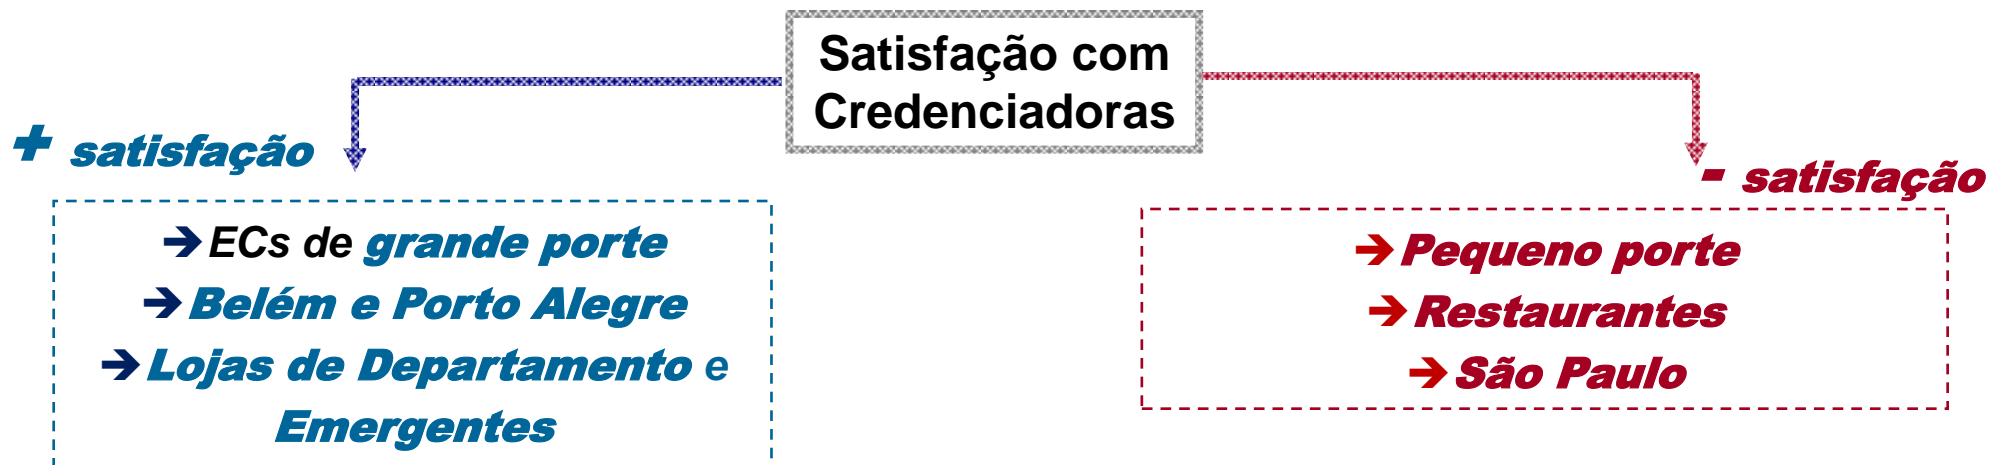 Satisfação com
Credenciadoras
+ satisfação
➔ECs de grande porte
➔Belém e Porto Alegre
➔Lojas de Departamento e
Emergentes
- satisfação
➔Pequeno porte
➔Restaurantes
➔São Paulo